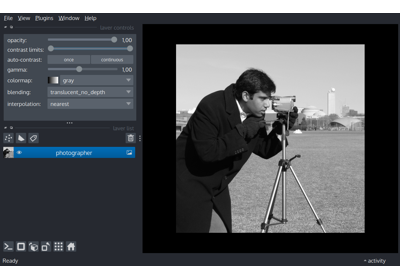 File View Plugins Window Help
layer controls
opacity: 1,00
contrast limits:
auto-contrast: once continuous
gamma: 1,00
colormap: gray
blending: translucent_no_depth
interpolation: nearest
layer list
photographer
Ready activity